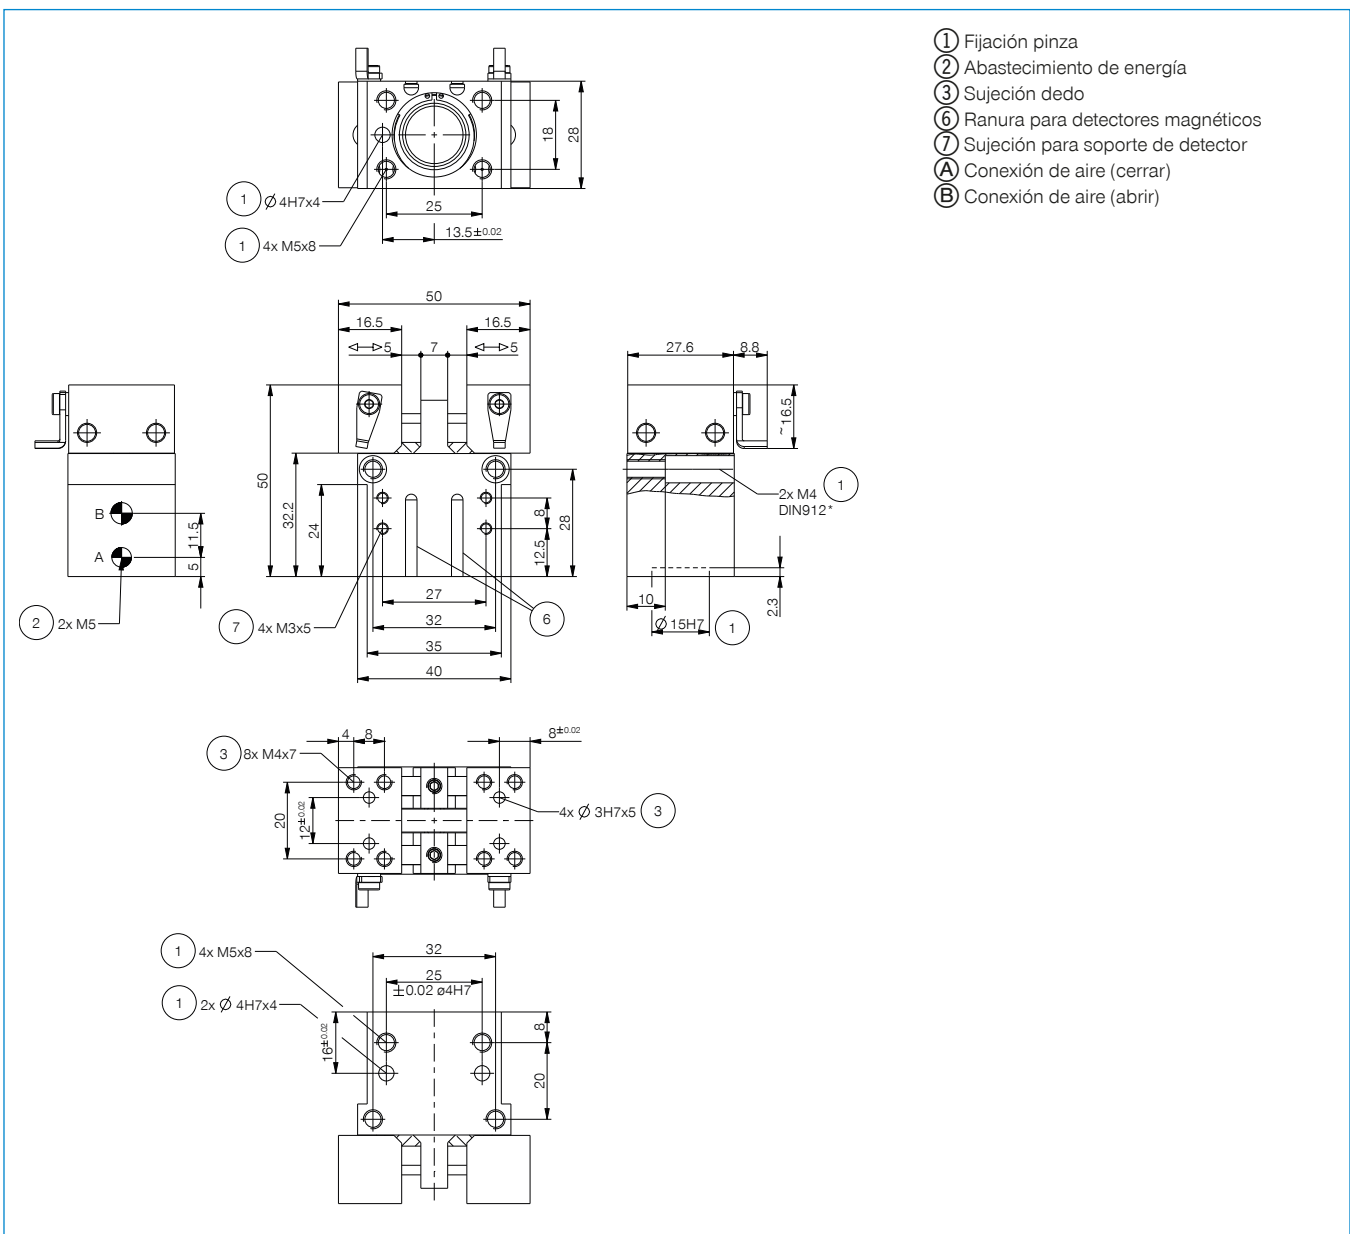 1 Fijación pinza
2 Abastecimiento de energía
3 Sujeción dedo
6 Ranura para detectores magnéticos
7 Sujeción para soporte de detector
A Conexión de aire (cerrar)
B Conexión de aire (abrir)
18
28
1 Ø 4H7x4
25
1 4x M5x8
13.5±0.02
50
16.5
16.5
5
7
5
27.6
8.8
~16.5
50
32.2
24
8
12.5
28
B
A
11.5
5
2 2x M5
2x M4 1
DIN912*
10
2.3
Ø 15H7 1
7 4x M3x5
27
6
32
35
40
4
8
8±0.02
3 8x M4x7
20
12±0.02
4x Ø 3H7x5 3
1 4x M5x8
32
25
±0.02 ø4H7
1 2x Ø 4H7x4
16±0.02
8
20